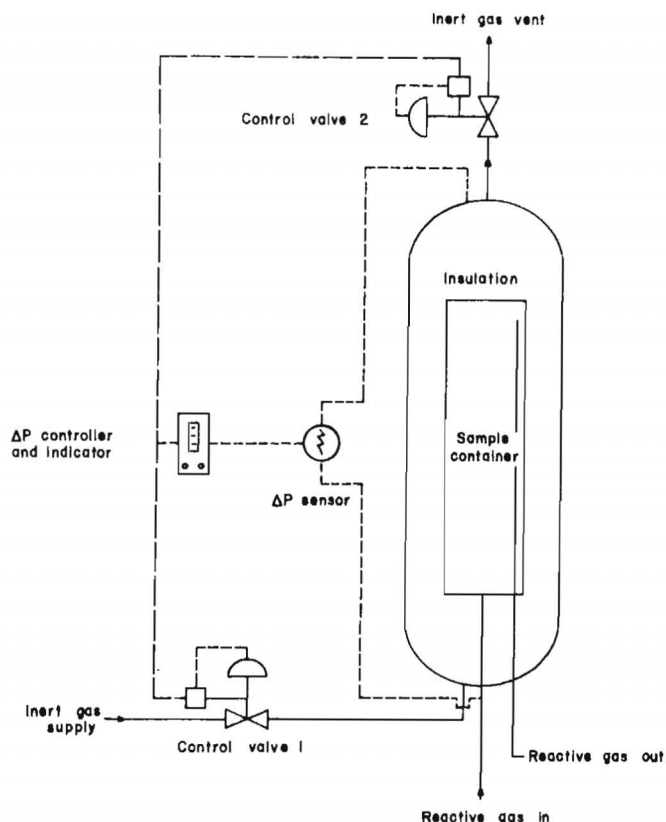 Inert gas vent
Control valve 2
Insulation
ΔP controller
and indicator
Sample
container
ΔP sensor
Inert gas
supply
Control valve 1
Reactive gas out
Reactive gas in